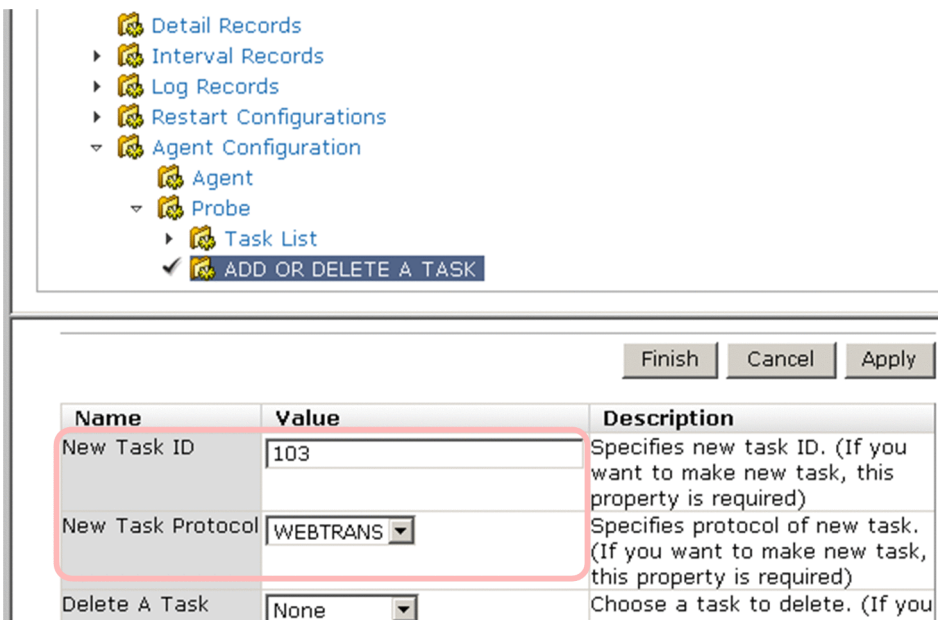 Detail Records
Interval Records
Log Records
Restart Configurations
Agent Configuration
Agent
Probe
Task List
ADD OR DELETE A TASK
Finish Cancel Apply
Name Value Description
New Task ID 103 Specifies new task ID. (If you
want to make new task, this
property is required)
New Task Protocol WEBTRANS Specifies protocol of new task.
(If you want to make new task,
this property is required)
Delete A Task None Choose a task to delete. (If you